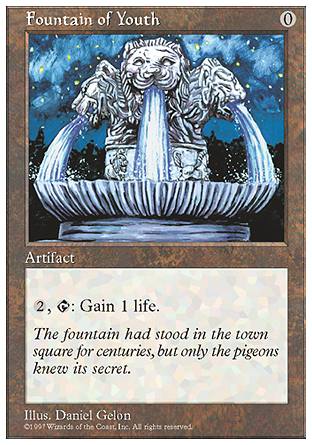 Fountain of Youth 0
Artifact
2, T: Gain 1 life.
The fountain had stood in the town
square for centuries, but only the pigeons
knew its secret.
Illus. Daniel Gelon
©1997 Wizards of the Coast, Inc. All rights reserved.